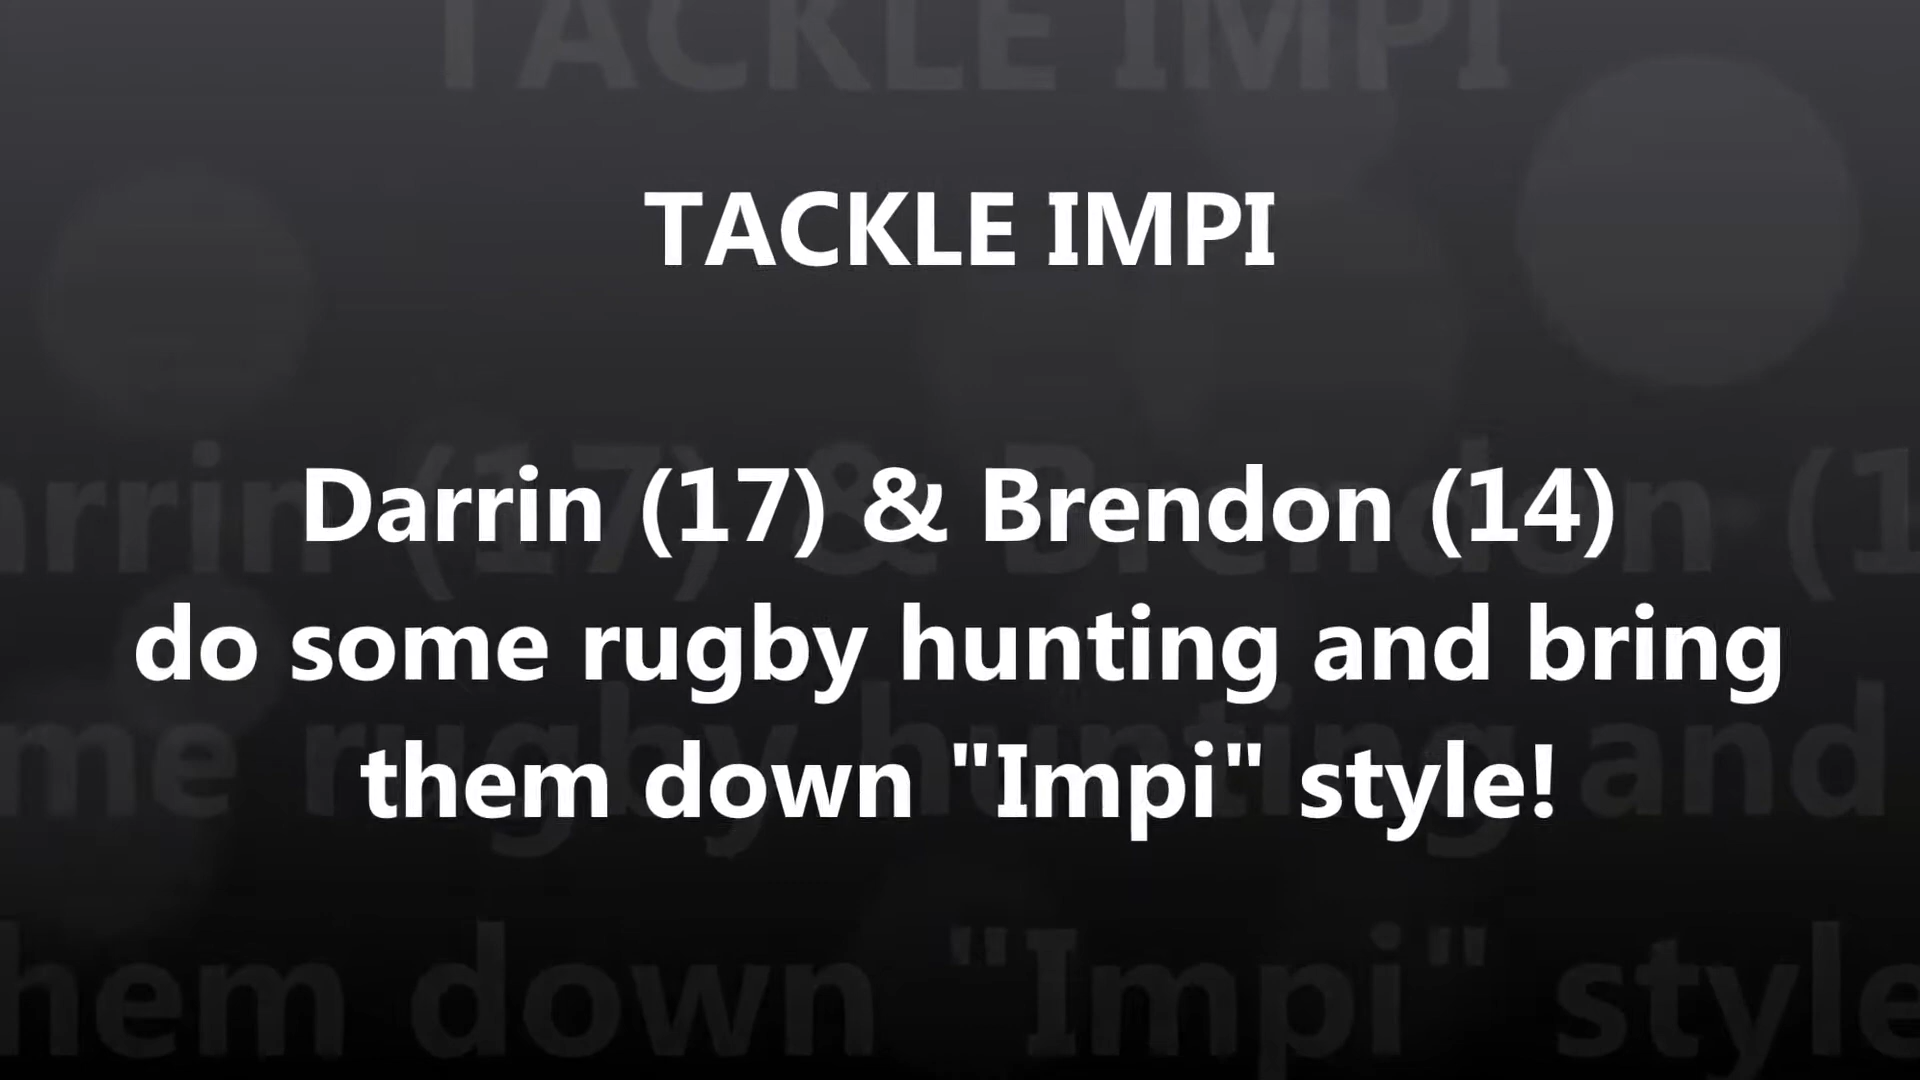 TACKLE IMPI
Darrin (17) & Brendon (14)
do some rugby hunting and bring
them down "Impi" style!